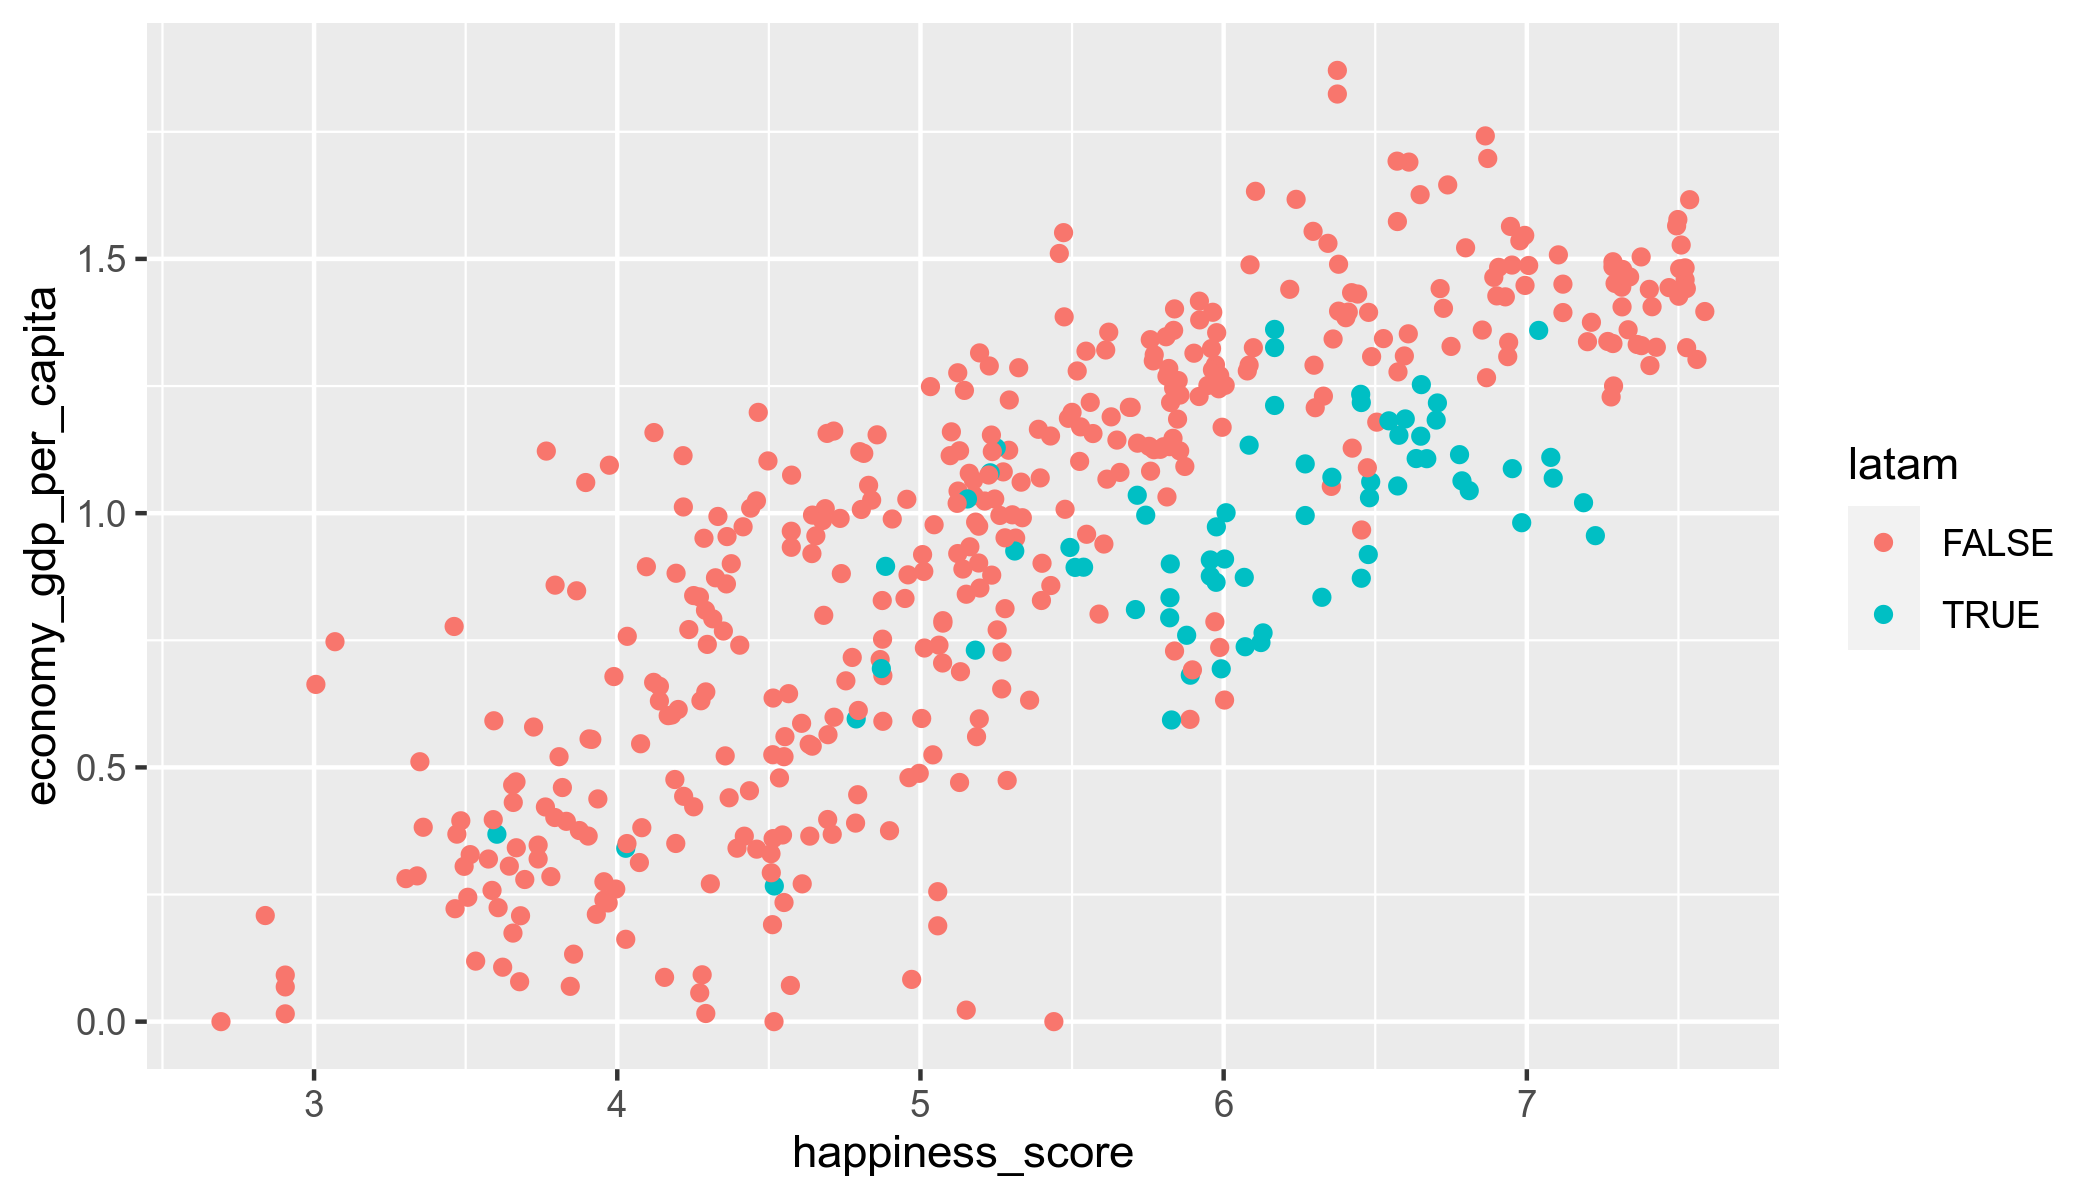 economy_gdp_per_capita
1.5
1.0
0.5
0.0
3 4 5 6 7
happiness_score
latam
FALSE
TRUE